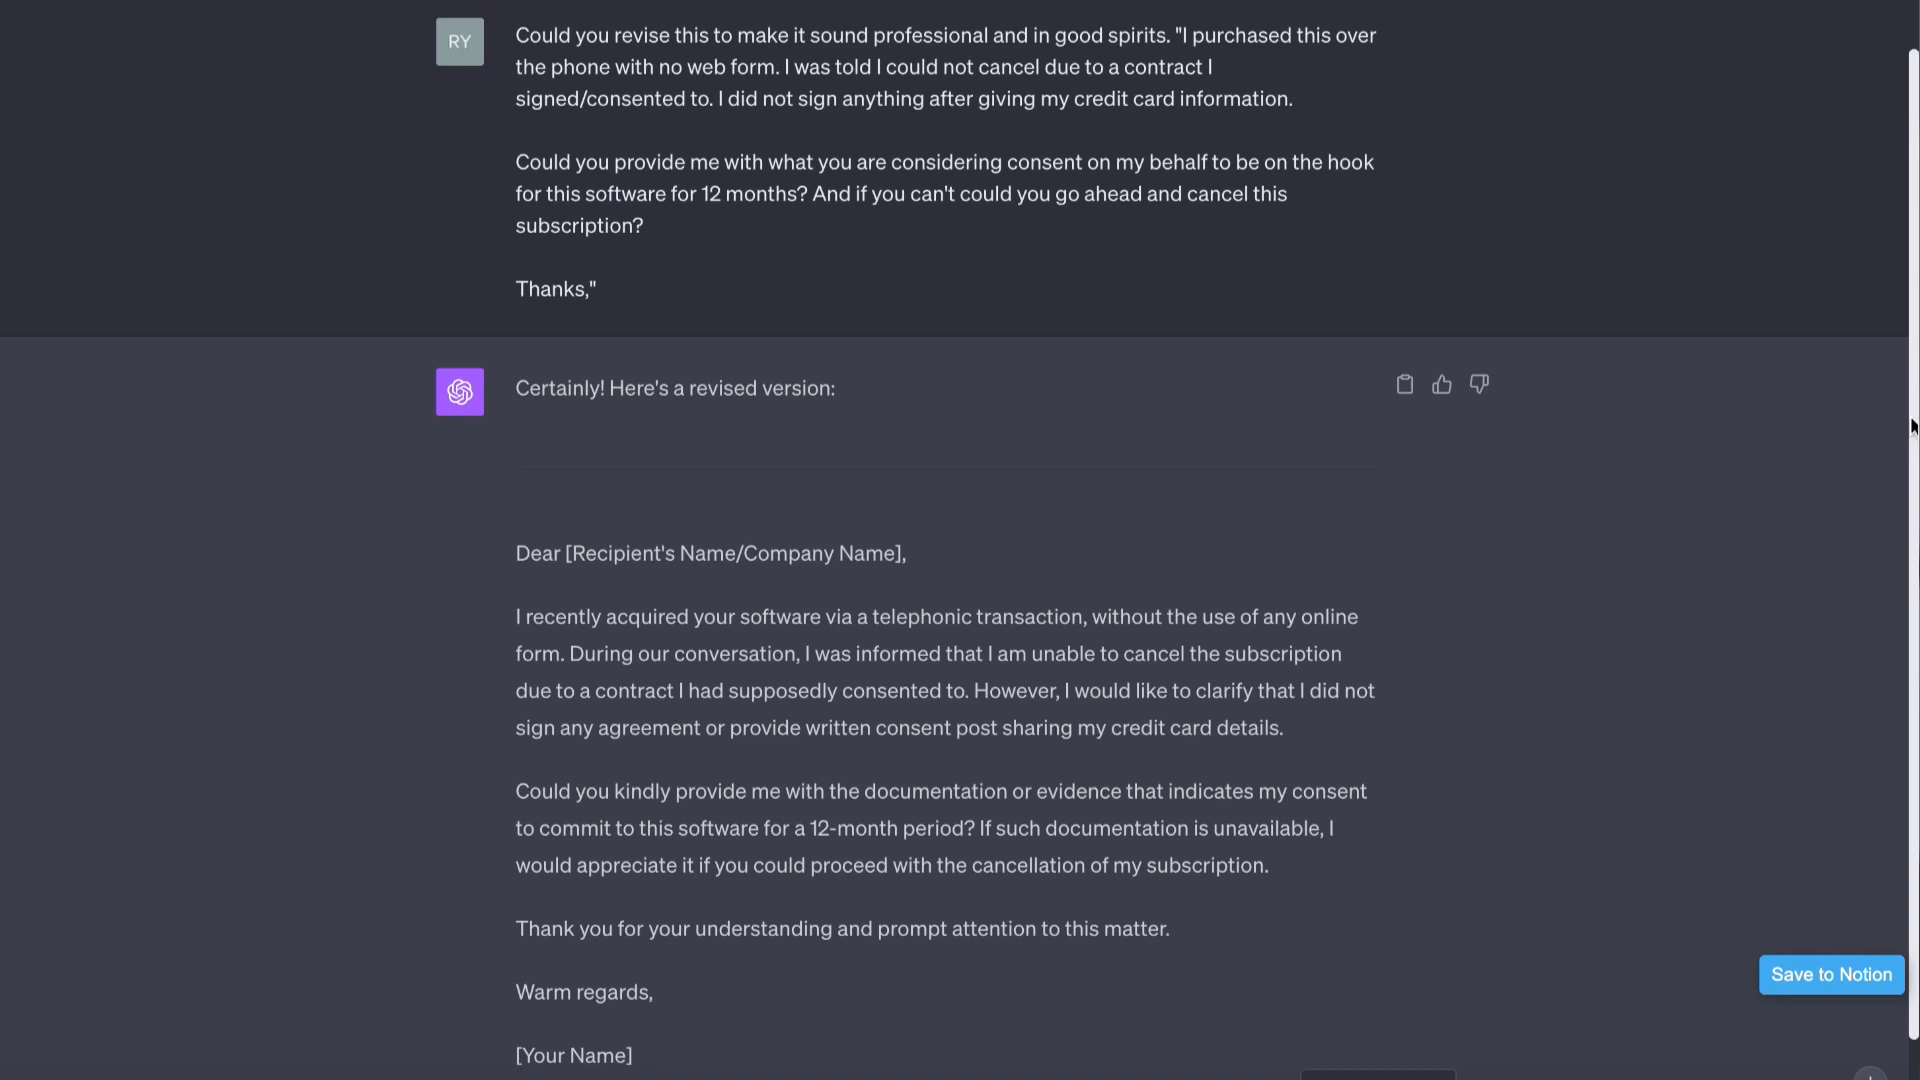 RY
Could you revise this to make it sound professional and in good spirits. "I purchased this over
the phone with no web form. I was told I could not cancel due to a contract I
signed/consented to. I did not sign anything after giving my credit card information.
Could you provide me with what you are considering consent on my behalf to be on the hook
for this software for 12 months? And if you can't could you go ahead and cancel this
subscription?
Thanks,"
Certainly! Here's a revised version:
Dear [Recipient's Name/Company Name],
I recently acquired your software via a telephonic transaction, without the use of any online
form. During our conversation, I was informed that I am unable to cancel the subscription
due to a contract I had supposedly consented to. However, I would like to clarify that I did not
sign any agreement or provide written consent post sharing my credit card details.
Could you kindly provide me with the documentation or evidence that indicates my consent
to commit to this software for a 12-month period? If such documentation is unavailable, I
would appreciate it if you could proceed with the cancellation of my subscription.
Thank you for your understanding and prompt attention to this matter.
Save to Notion
Warm regards,
[Your Name]